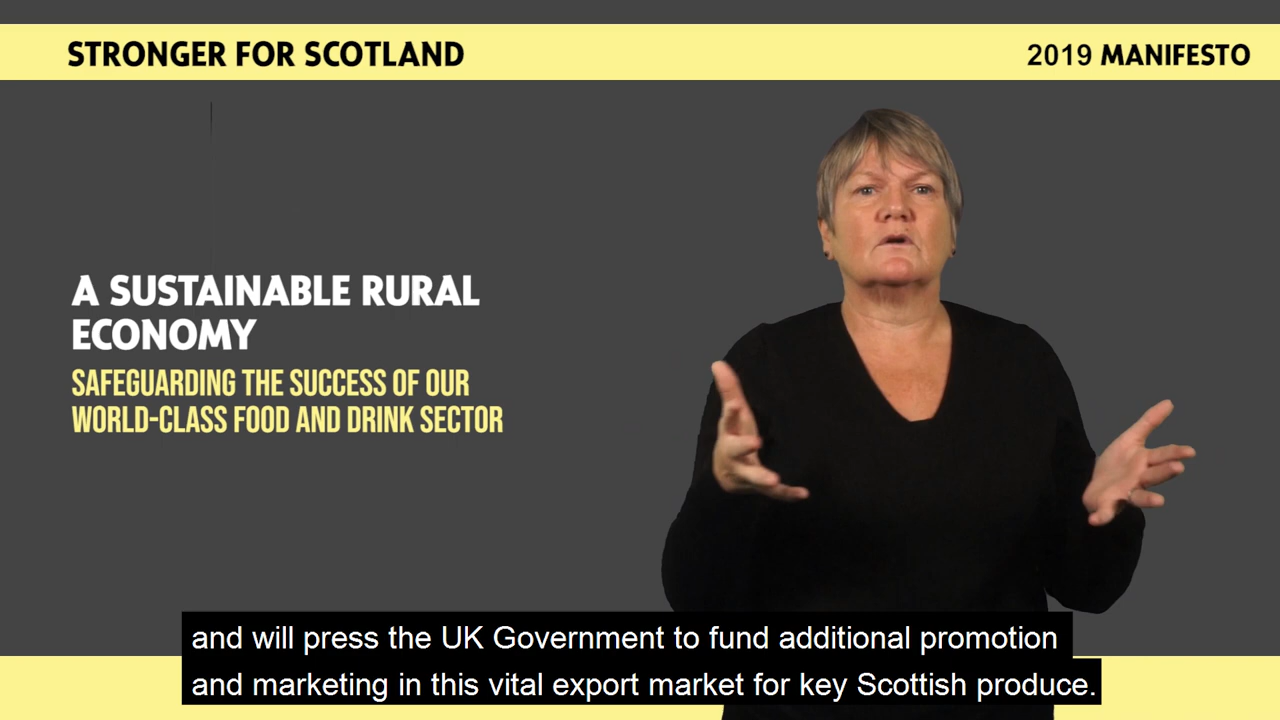 STRONGER FOR SCOTLAND
2019 MANIFESTO
A SUSTAINABLE RURAL
ECONOMY
SAFEGUARDING THE SUCCESS OF OUR
WORLD-CLASS FOOD AND DRINK SECTOR
and will press the UK Government to fund additional promotion
and marketing in this vital export market for key Scottish produce.